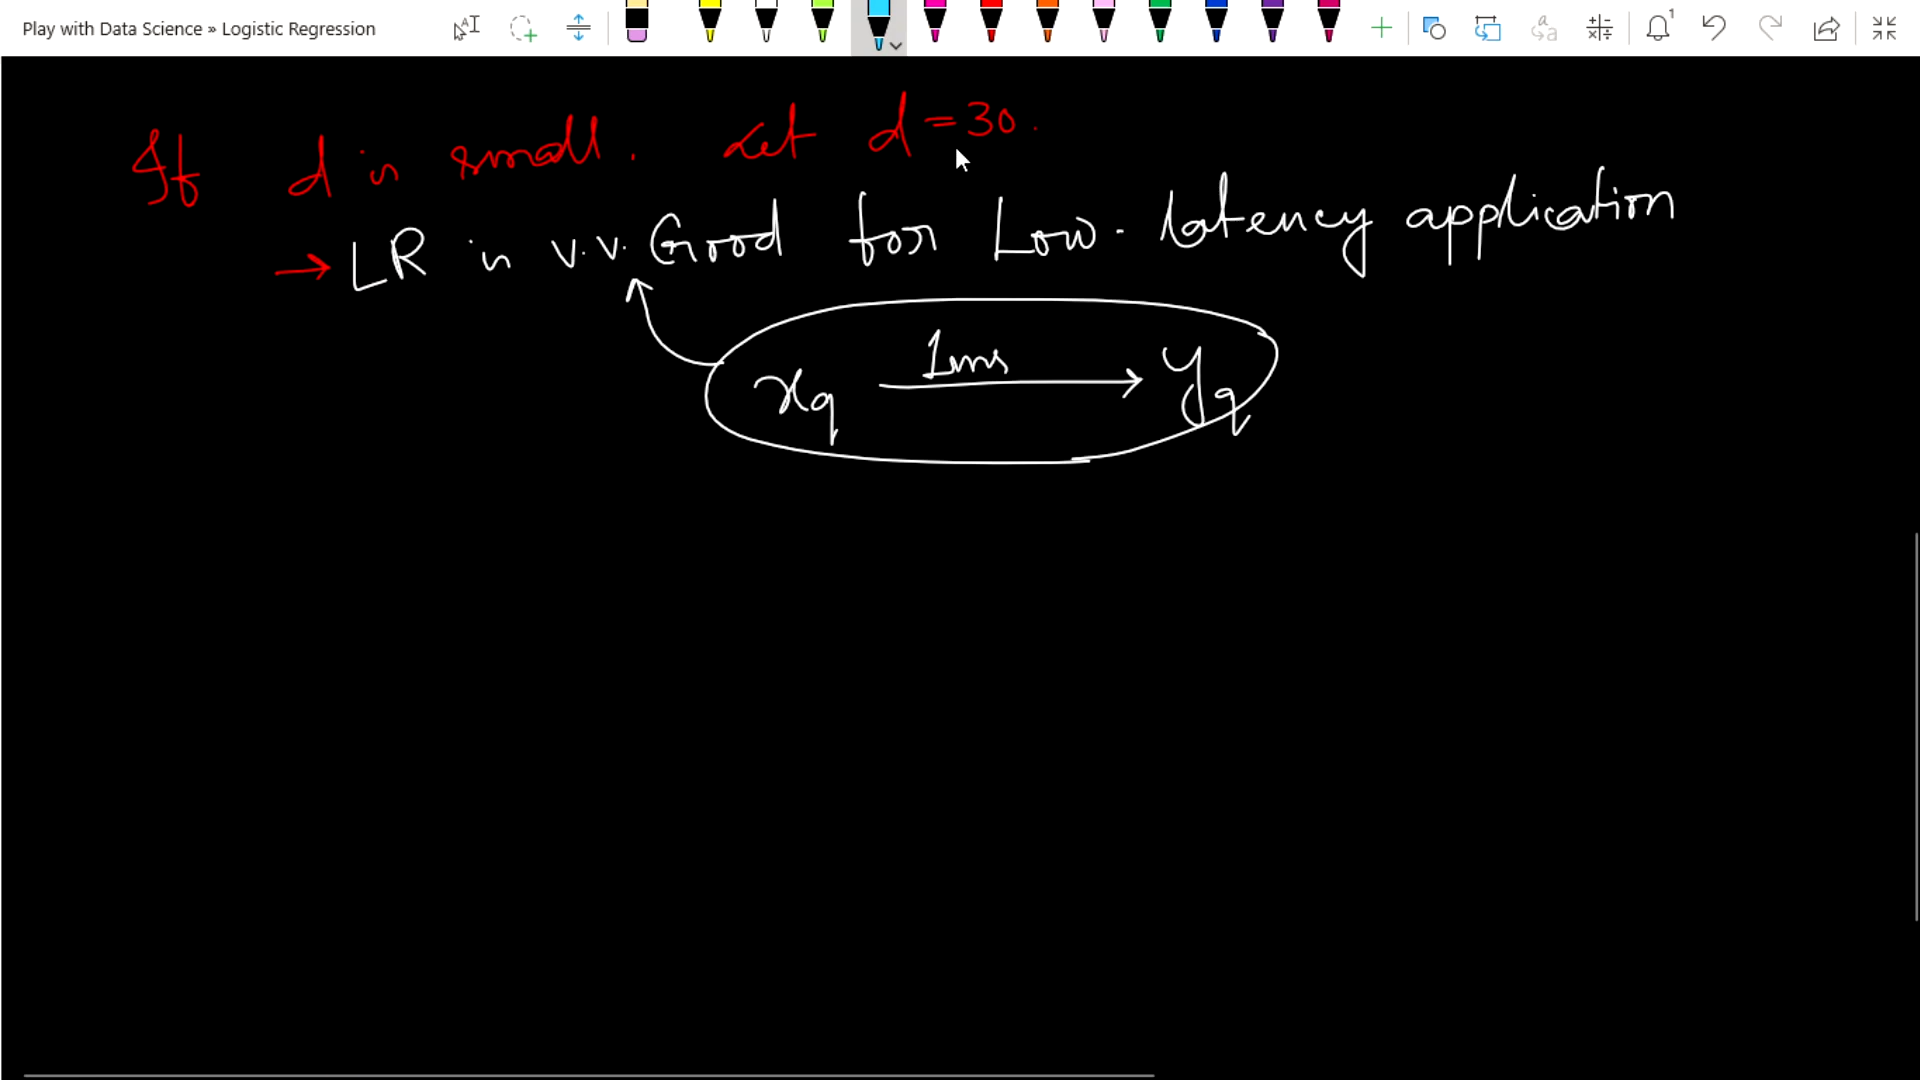 Play with Data Science » Logistic Regression
If d is small. Let d = 30.
→ LR is v.v. Good for Low-latency application
xq 1ms → yq